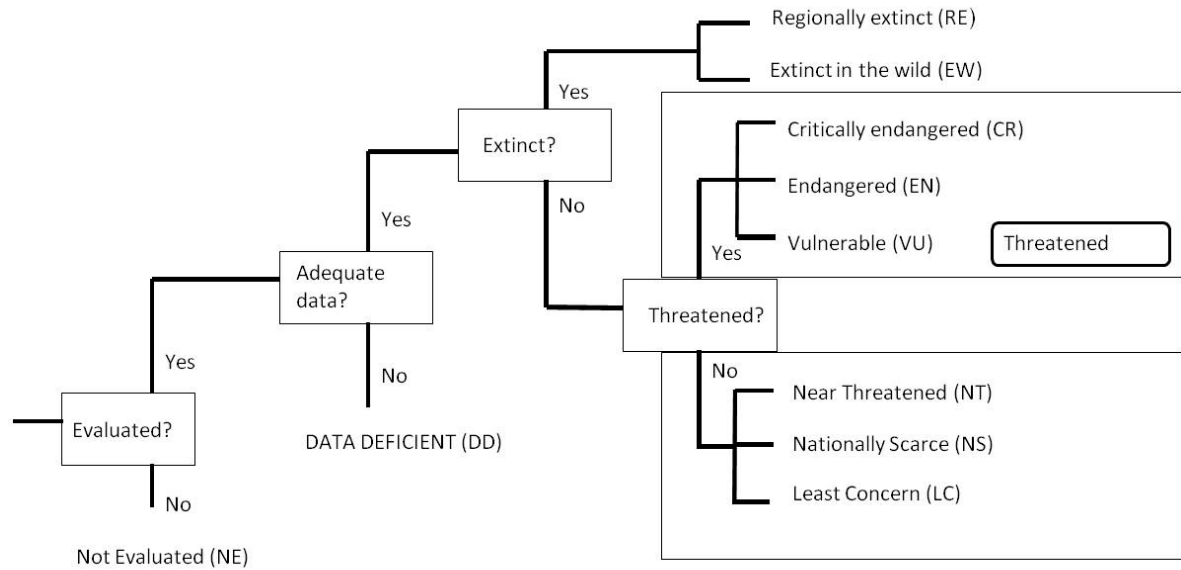 Regionally extinct (RE)
Extinct in the wild (EW)
Yes
Critically endangered (CR)
Extinct?
Endangered (EN)
No
Yes
Vulnerable (VU)
Threatened
Yes
Adequate
data?
Threatened?
Yes
No
No
Near Threatened (NT)
Evaluated?
DATA DEFICIENT (DD)
Nationally Scarce (NS)
Least Concern (LC)
No
Not Evaluated (NE)